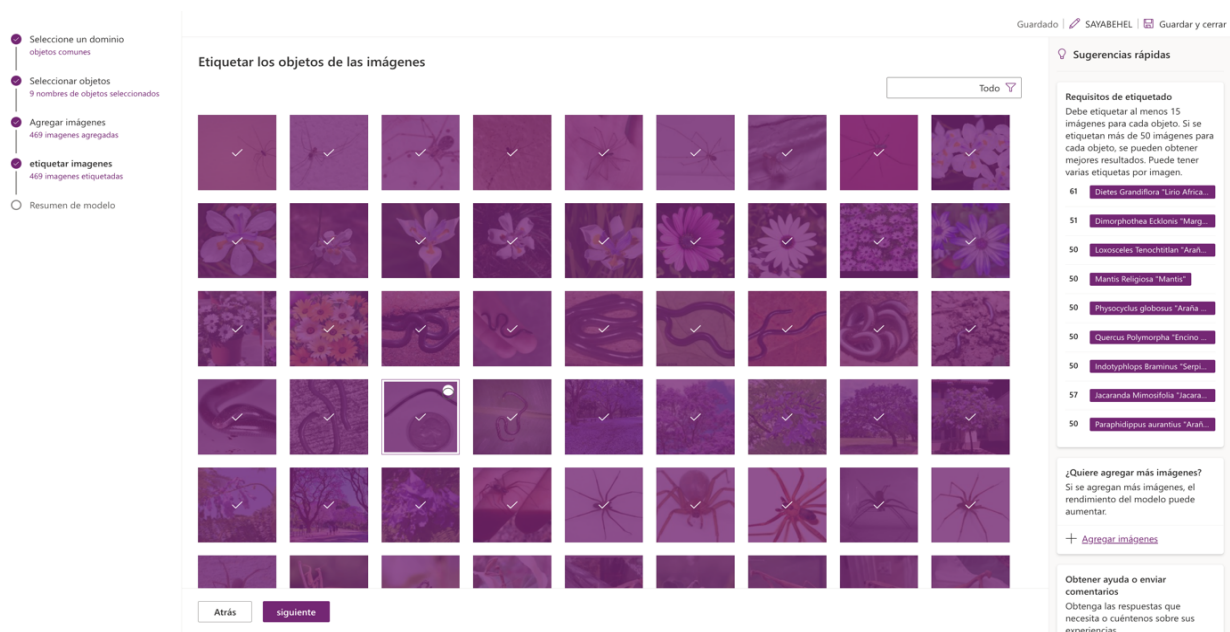 Guardado | SAYABEHEL | Guardar y cerrar
Seleccione un dominio
objetos comunes
Seleccionar objetos
9 nombres de objetos seleccionados
Agregar imágenes
469 imagenes agregadas
etiquetar imagenes
469 imagenes etiquetadas
Resumen de modelo
Etiquetar los objetos de las imágenes
Todo
Atrás
siguiente
Sugerencias rápidas
Requisitos de etiquetado
Debe etiquetar al menos 15
imágenes para cada objeto. Si se
etiquetan más de 50 imágenes para
cada objeto, se pueden obtener
mejores resultados. Puede tener
varias etiquetas por imagen.
61 Dietes Grandiflora "Lirio Africa...
51 Dimorphothea Ecklonis "Marg...
50 Loxosceles Tenochtitlan "Arañ...
50 Mantis Religiosa "Mantis"
50 Physocyclus globosus "Araña ...
50 Quercus Polymorpha "Encino ...
50 Indotyphlops Braminus "Serpi...
57 Jacaranda Mimosifolia "Jacara...
50 Paraphidippus aurantius "Arañ...
¿Quiere agregar más imágenes?
Si se agregan más imágenes, el
rendimiento del modelo puede
aumentar.
Agregar imágenes
Obtener ayuda o enviar
comentarios
Obtenga las respuestas que
necesita o cuéntenos sobre sus
experiencias